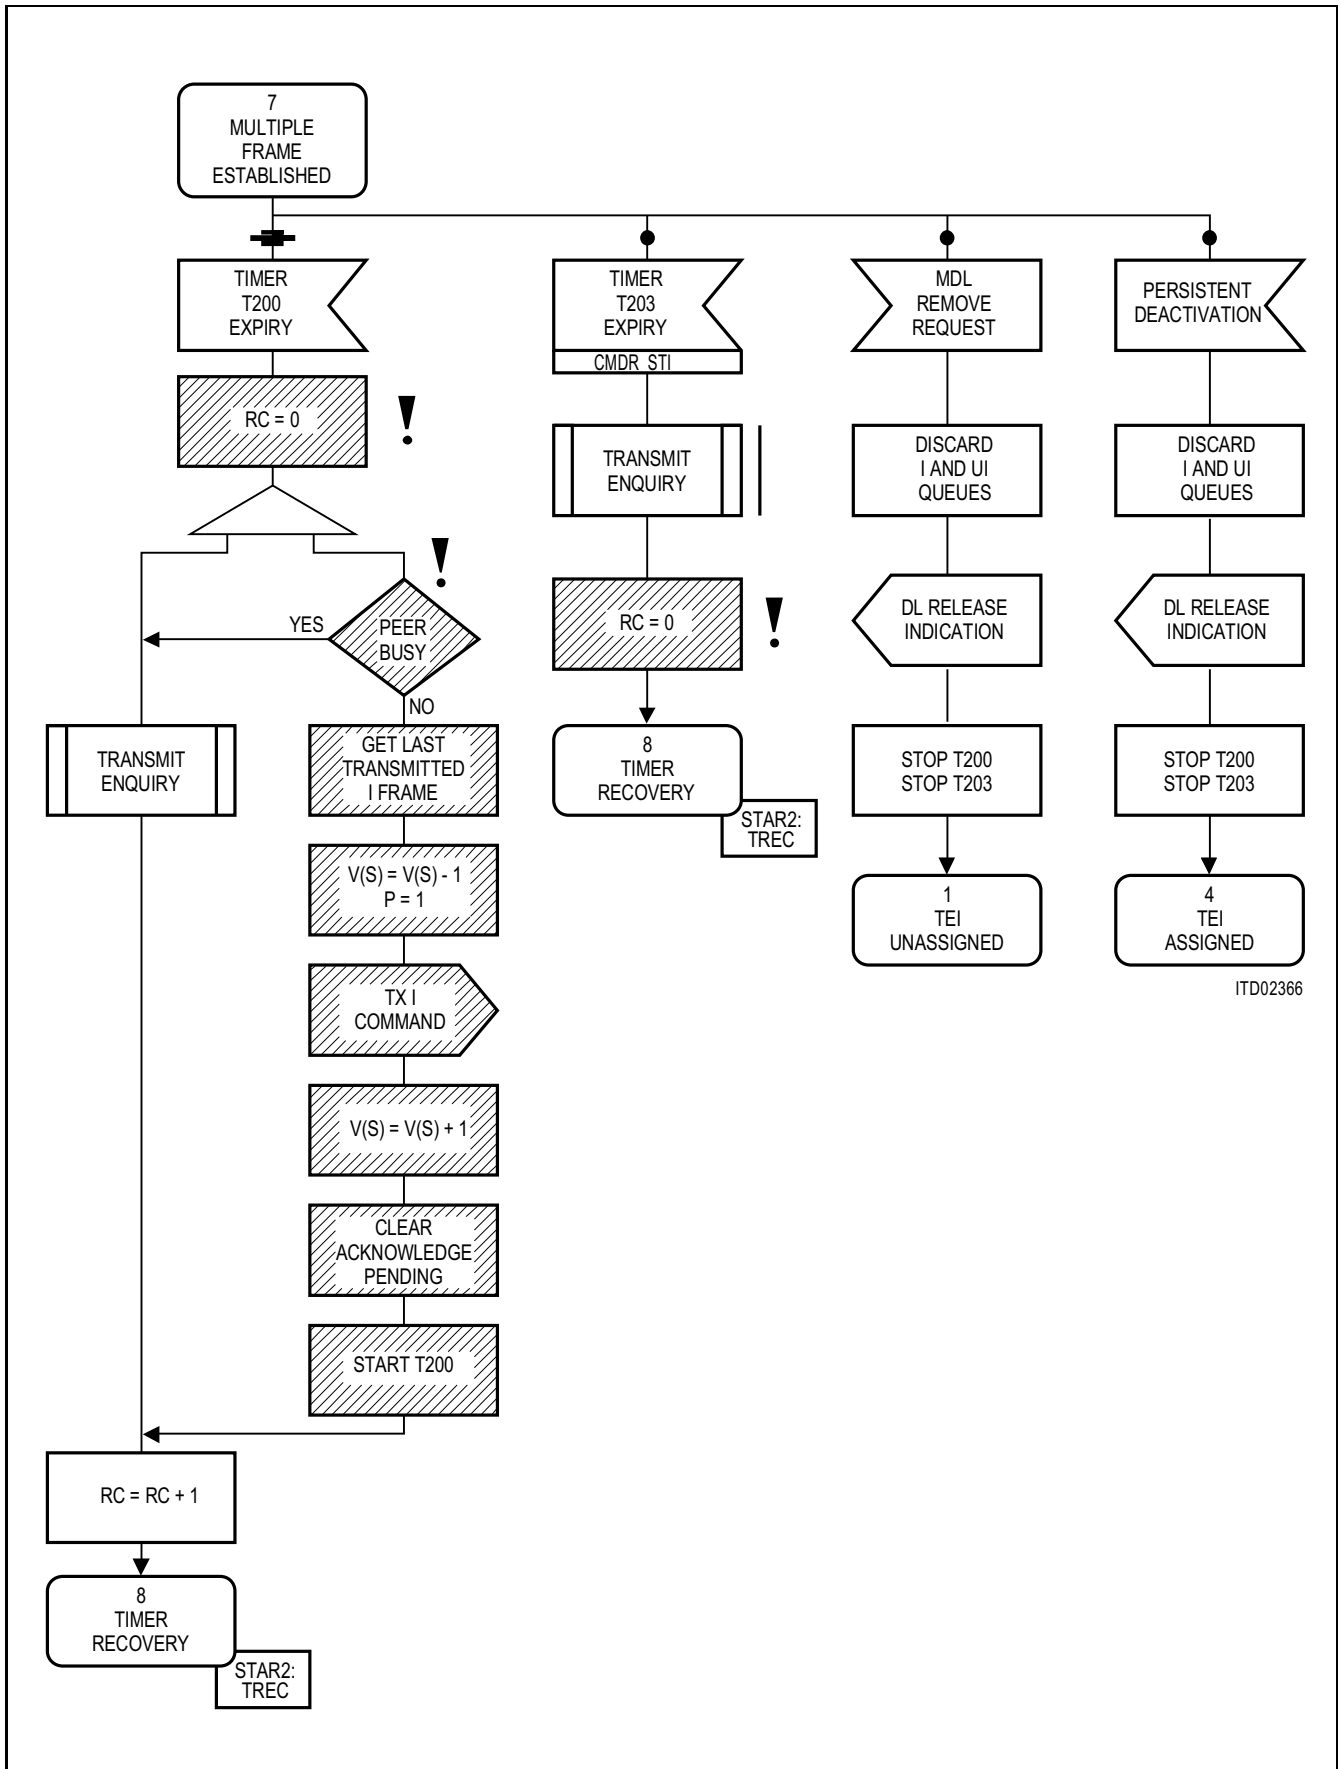 7
MULTIPLE
FRAME
ESTABLISHED
TIMER
T200
EXPIRY
TIMER
T203
EXPIRY
CMDR_STI
MDL
REMOVE
REQUEST
PERSISTENT
DEACTIVATION
RC = 0
!
TRANSMIT
ENQUIRY
DISCARD
I AND UI
QUEUES
DISCARD
I AND UI
QUEUES
!
YES
PEER
BUSY
NO
RC = 0
!
DL RELEASE
INDICATION
DL RELEASE
INDICATION
TRANSMIT
ENQUIRY
GET LAST
TRANSMITTED
I FRAME
8
TIMER
RECOVERY
STAR2:
TREC
STOP T200
STOP T203
STOP T200
STOP T203
V(S) = V(S) - 1
P = 1
1
TEI
UNASSIGNED
4
TEI
ASSIGNED
ITD02366
TX I
COMMAND
V(S) = V(S) + 1
CLEAR
ACKNOWLEDGE
PENDING
START T200
RC = RC + 1
8
TIMER
RECOVERY
STAR2:
TREC